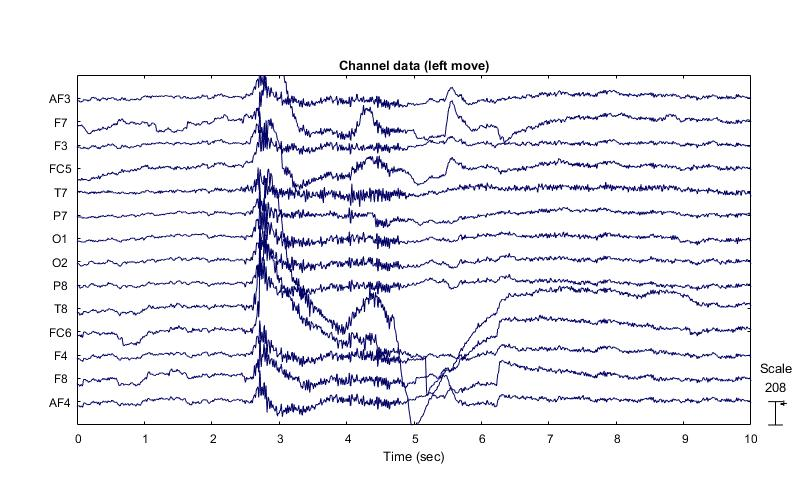 Channel data (left move)
AF3
F7
F3
FC5
T7
P7
O1
O2
P8
T8
FC6
F4
F8
AF4
Scale
208
0 1 2 3 4 5 6 7 8 9 10
Time (sec)